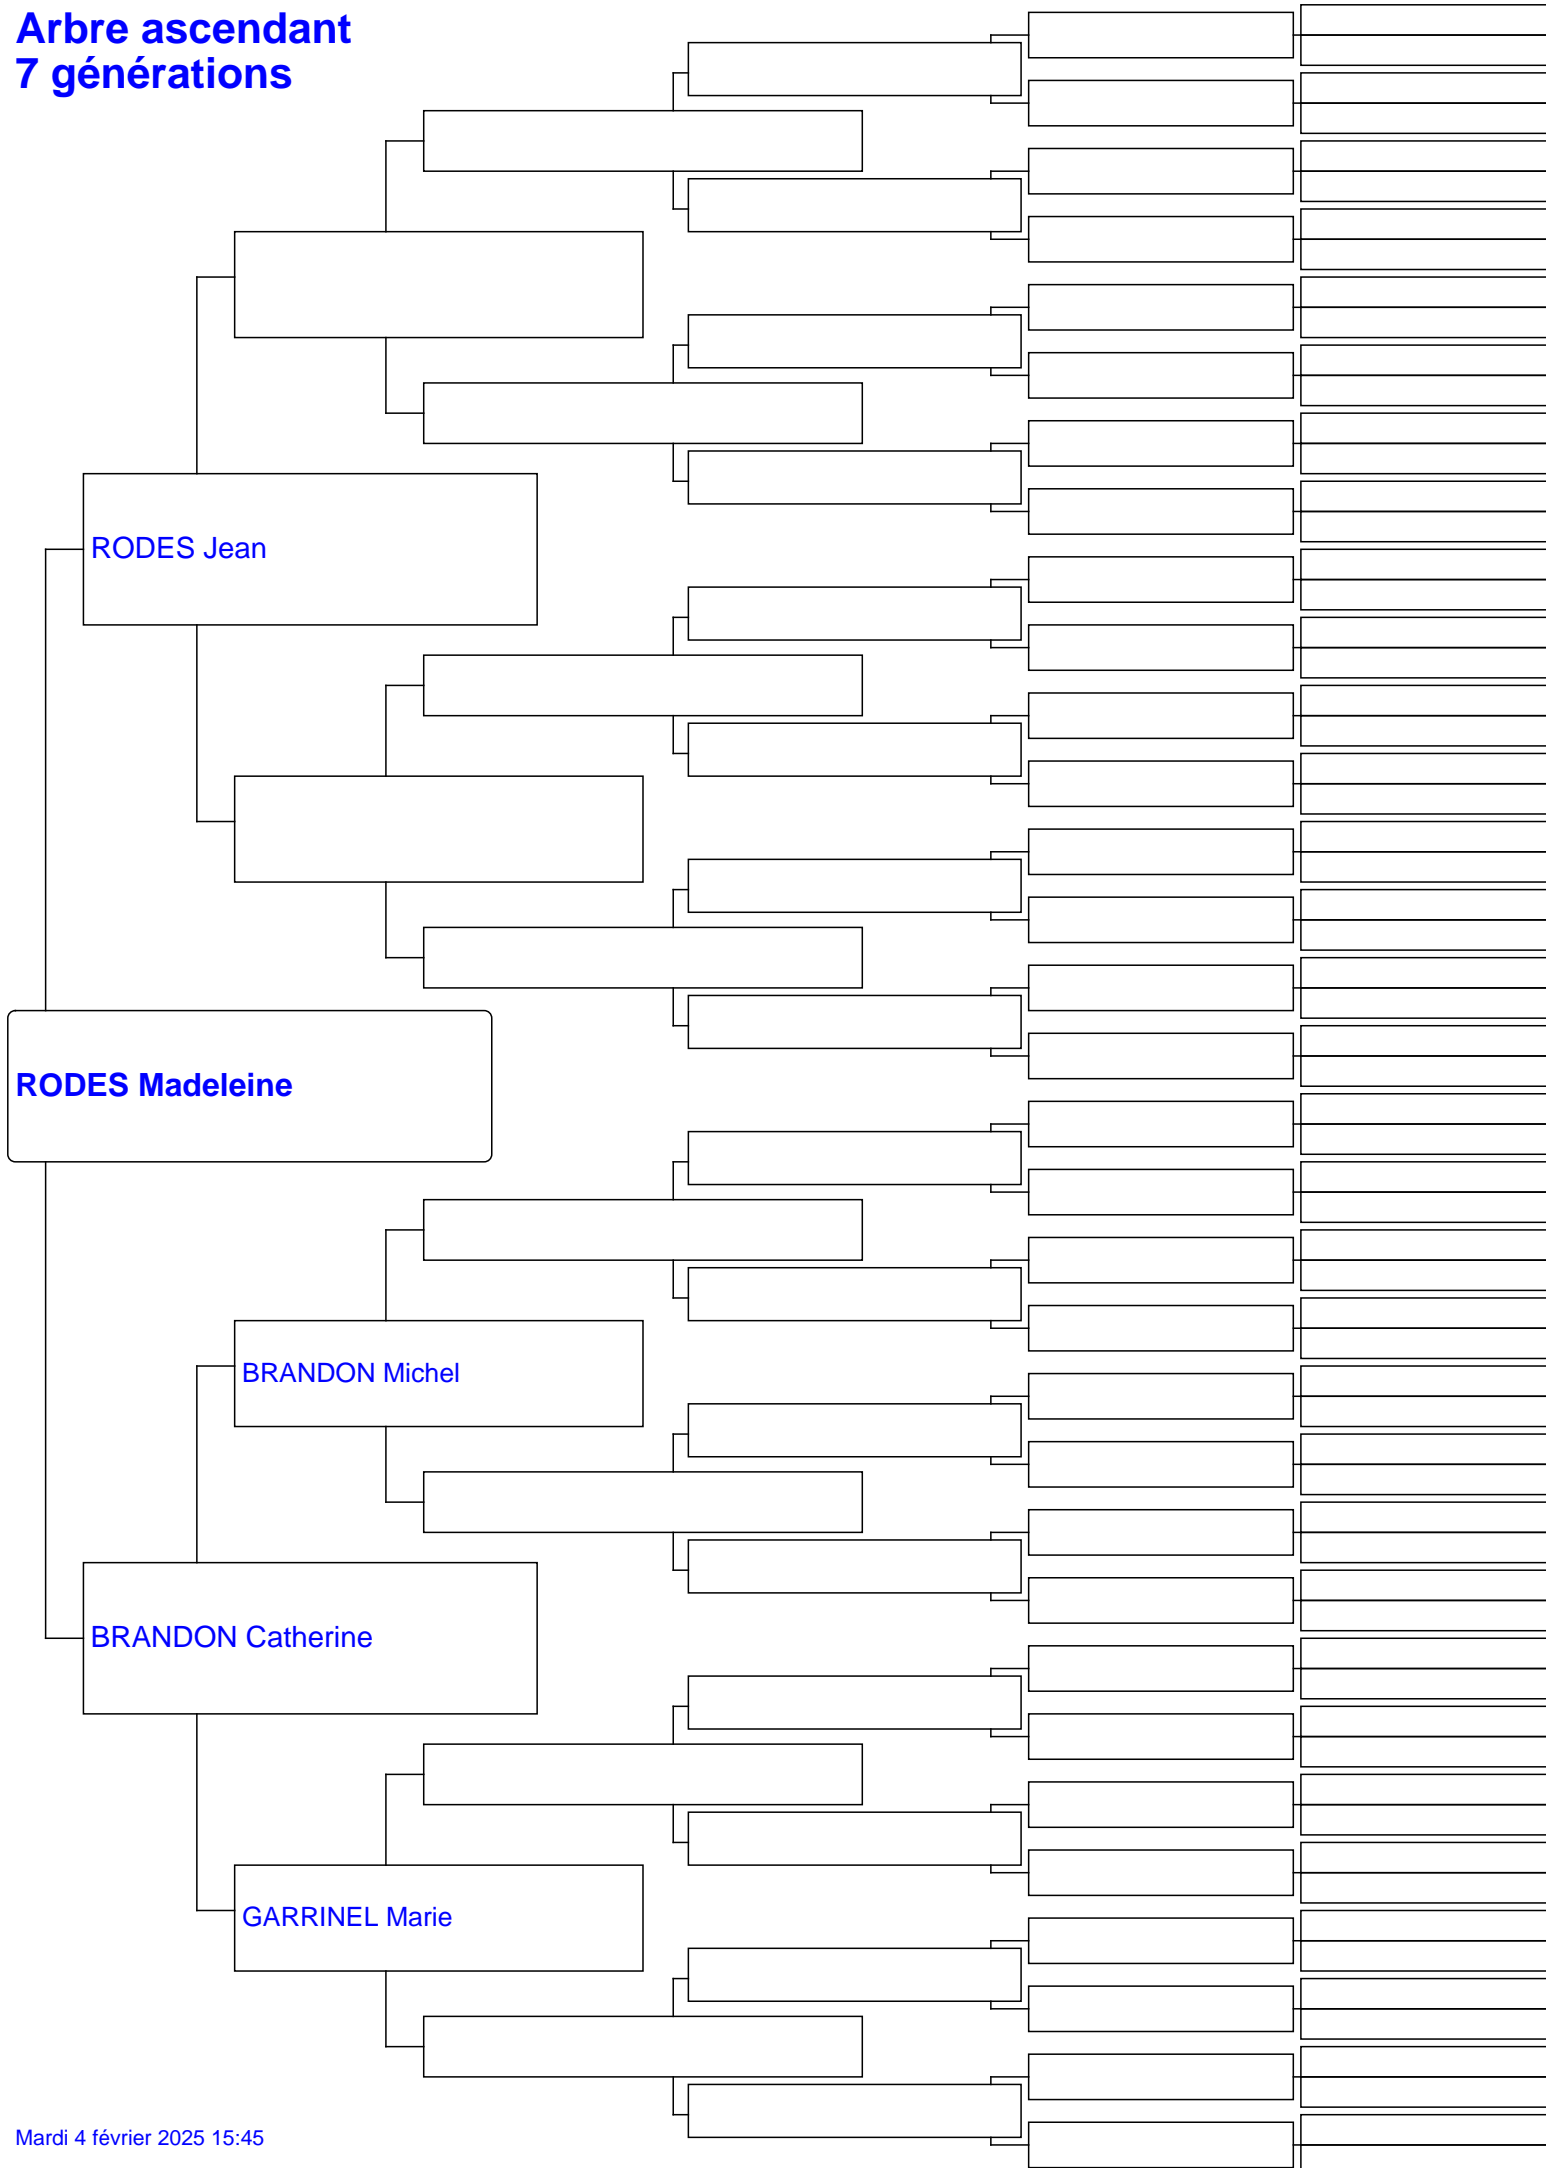 Arbre ascendant
7 générations
RODES Jean
RODES Madeleine
BRANDON Michel
BRANDON Catherine
GARRINEL Marie
Mardi 4 février 2025 15:45